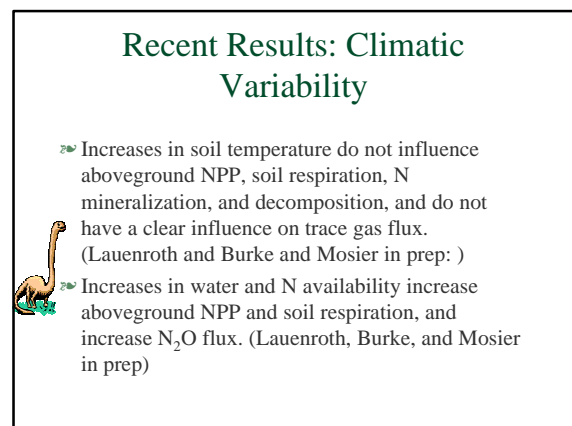 Recent Results: Climatic
Variability
❧ Increases in soil temperature do not influence
aboveground NPP, soil respiration, N
mineralization, and decomposition, and do not
have a clear influence on trace gas flux.
(Lauenroth and Burke and Mosier in prep: )
❧ Increases in water and N availability increase
aboveground NPP and soil respiration, and
increase N₂O flux. (Lauenroth, Burke, and Mosier
in prep)